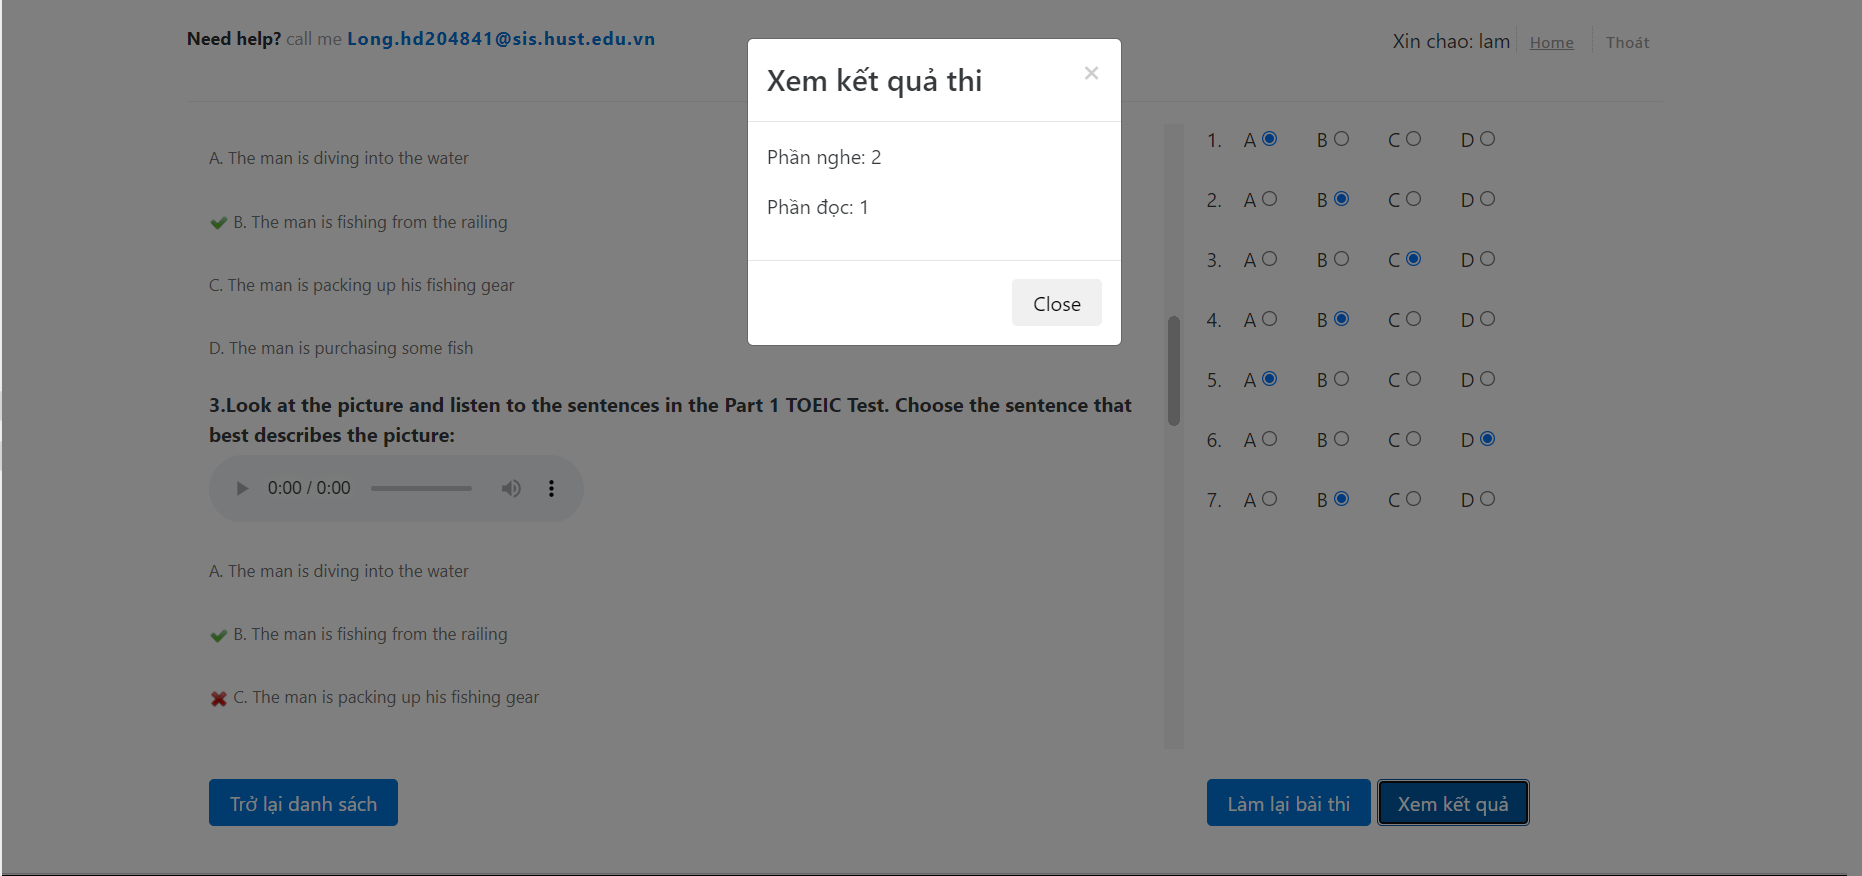 Need help? call me Long.hd204841@sis.hust.edu.vn
Xin chao: lam Home Thoát
Xem kết quả thi ×
Phần nghe: 2
Phần đọc: 1
Close
A. The man is diving into the water
B. The man is fishing from the railing
C. The man is packing up his fishing gear
D. The man is purchasing some fish
3.Look at the picture and listen to the sentences in the Part 1 TOEIC Test. Choose the sentence that
best describes the picture:
0:00 / 0:00
A. The man is diving into the water
B. The man is fishing from the railing
C. The man is packing up his fishing gear
1. A B C D
2. A B C D
3. A B C D
4. A B C D
5. A B C D
6. A B C D
7. A B C D
Trở lại danh sách
Làm lại bài thi
Xem kết quả